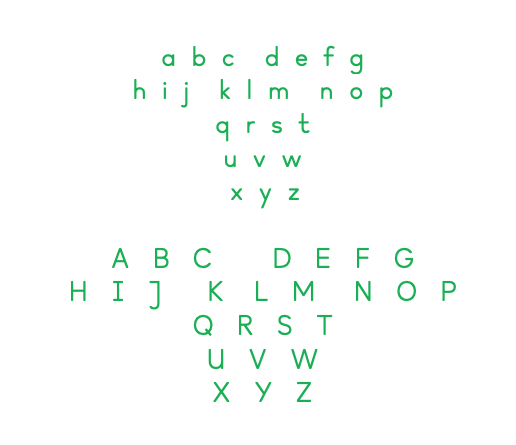 a b c d e f g
h i j k l m n o p
q r s t
u v w
x y z
A B C D E F G
H I J K L M N O P
Q R S T
U V W
X Y Z